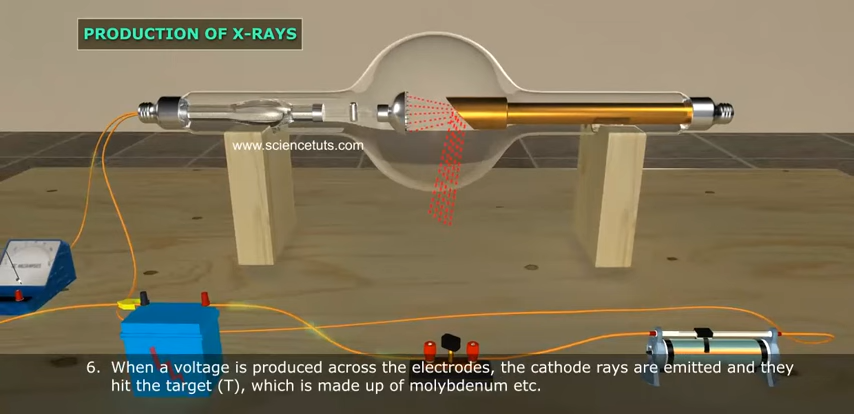 PRODUCTION OF X-RAYS
www.sciencetuts.com
6. When a voltage is produced across the electrodes, the cathode rays are emitted and they
hit the target (T), which is made up of molybdenum etc.